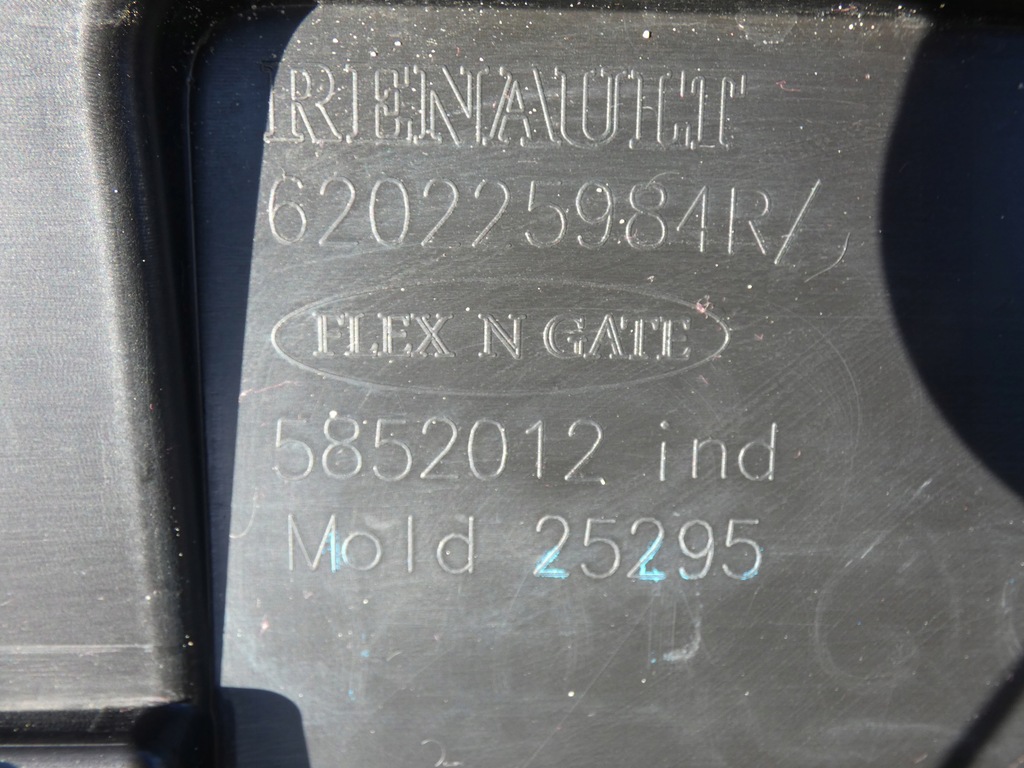 RENAULT
620225984R/
FLEX N GATE
5852012 ind
Mold 25295